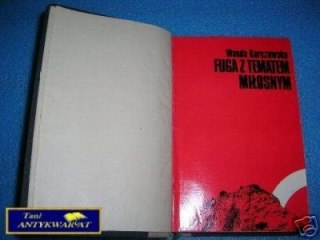 Wanda Karczewska
FUGA Z TEMATEM
MIŁOSNYM
Tani
ANTYKWARIAT